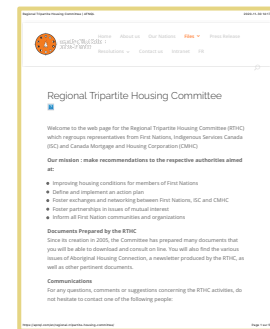 Regional Tripartite Housing Committee | AFNQL
Home About us Our Nations Files Press Release
Resolutions Contact us Intranet FR
Regional Tripartite Housing Committee
Welcome to the web page for the Regional Tripartite Housing Committee (RTHC)
which regroups representatives from First Nations, Indigenous Services Canada
(ISC) and Canada Mortgage and Housing Corporation (CMHC)
Our mission : make recommendations to the respective authorities aimed
at:
Improving housing conditions for members of First Nations
Define and implement an action plan
Foster exchanges and networking between First Nations, ISC and CMHC
Foster partnerships in issues of mutual interest
Inform all First Nation communities and organizations
Documents Prepared by the RTHC
Since its creation in 2005, the Committee has prepared many documents that
you will be able to download and consult on line. You will also find the various
issues of Aboriginal Housing Connection, a newsletter produced by the RTHC, as
well as other pertinent documents.
Communications
For any questions, comments or suggestions concerning the RTHC activities, do
not hesitate to contact one of the following people: